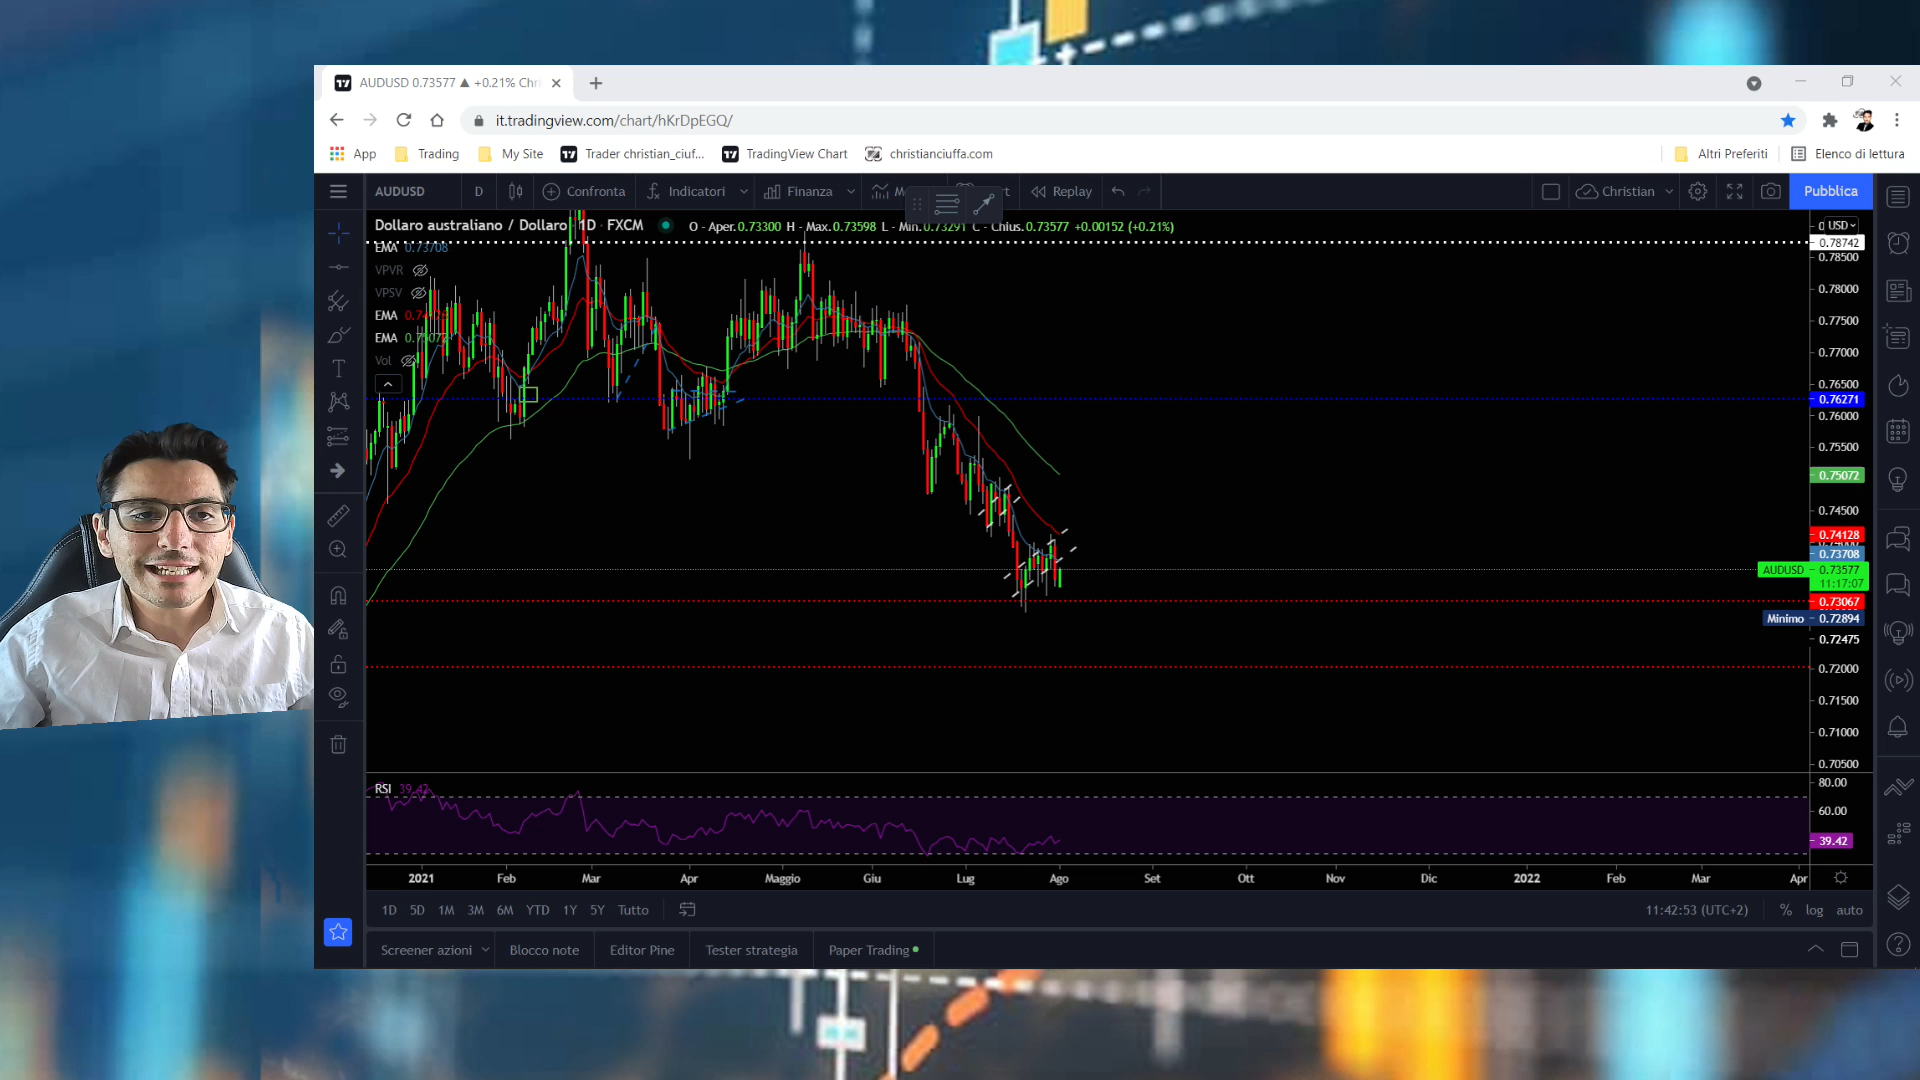 AUDUSD 0.73577 ▲ +0.21% Chr
it.tradingview.com/chart/hKrDpEGQ/
App Trading My Site Trader christian_ciuf... TradingView Chart christianciuffa.com Altri Preferiti Elenco di lettura
AUDUSD D Confronta Indicatori Finanza Replay Christian Pubblica
Dollaro australiano / Dollaro 1D · FXCM O - Aper.0.73300 H - Max.0.73598 L - Min.0.73291 C - Chius.0.73577 +0.00152 (+0.21%)
USD
EMA 0.73708
0.78742
0.78500
VPVR
0.78000
VPSV
EMA
0.77500
EMA 0.75072
0.77000
Vol
0.76500
0.76271
0.76000
0.75500
0.75072
0.74500
0.74128
0.73708
AUDUSD 0.73577
11:17:07
0.73067
Minimo 0.72894
0.72475
0.72000
0.71500
0.71000
0.70500
RSI 39.42
80.00
60.00
39.42
2021 Feb Mar Apr Maggio Giu Lug Ago Set Ott Nov Dic 2022 Feb Mar Apr
1D 5D 1M 3M 6M YTD 1Y 5Y Tutto 11:42:53 (UTC+2) % log auto
Screener azioni Blocco note Editor Pine Tester strategia Paper Trading